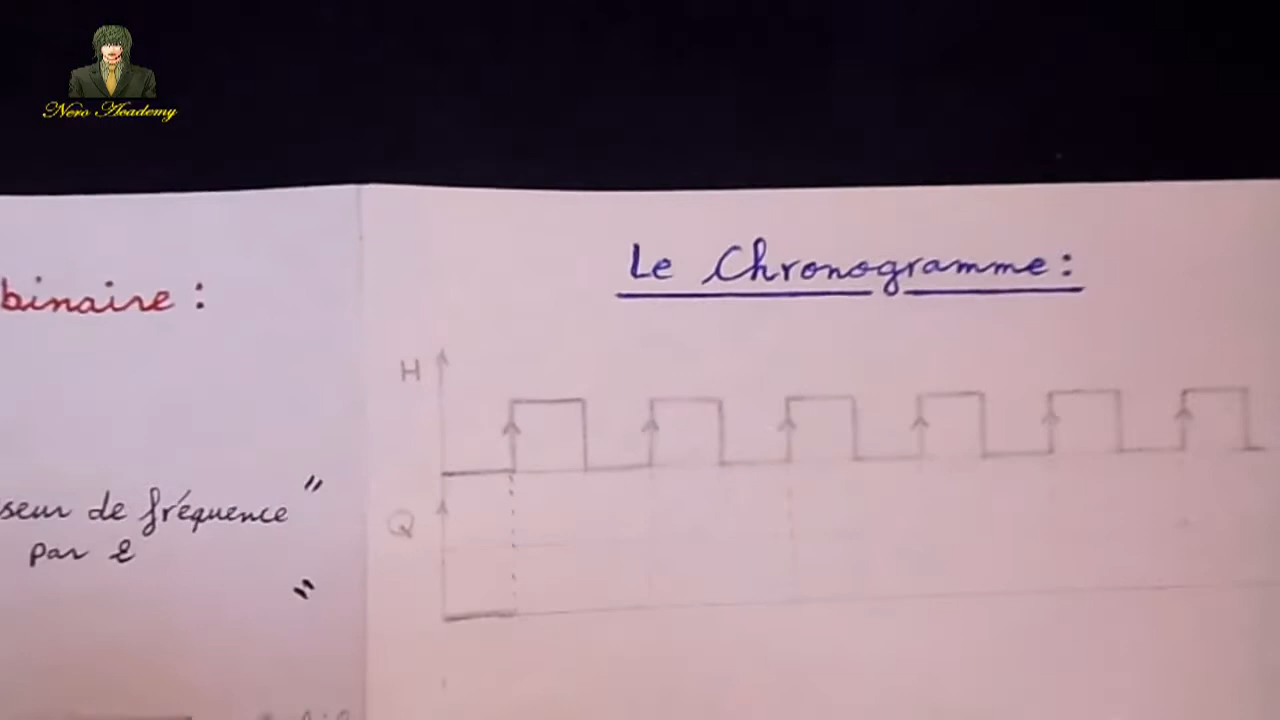 Nero Academy
binaire :
seur de fréquence "
par 2
"
Le Chronogramme :
H
Q